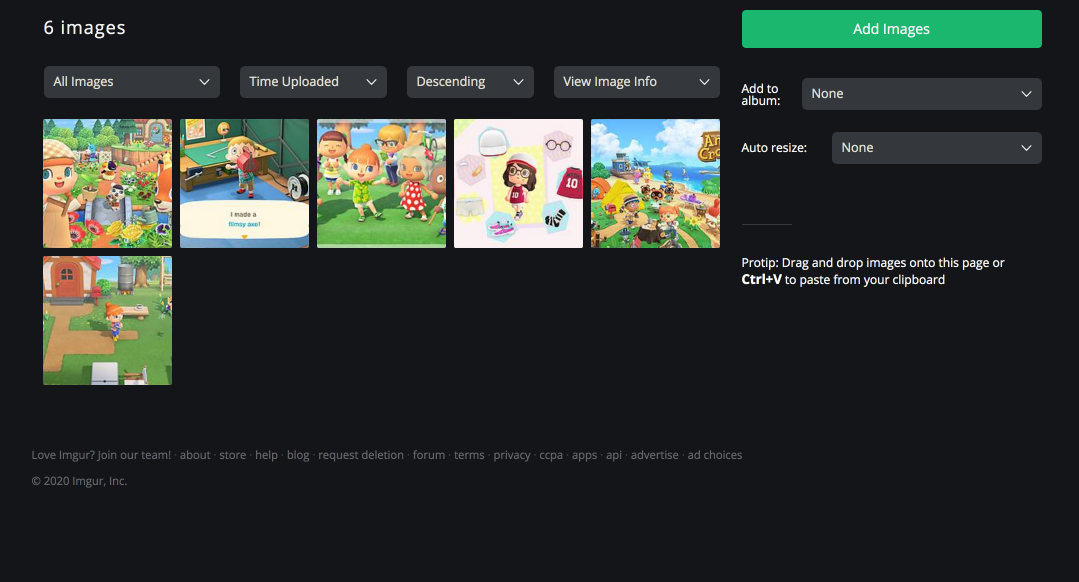 6 images
Add Images
All Images
Time Uploaded
Descending
View Image Info
Add to
album:
None
Auto resize:
None
I made a
flimsy axe!
10
10
Protip: Drag and drop images onto this page or
Ctrl+V to paste from your clipboard
Love Imgur? Join our team! · about · store · help · blog · request deletion · forum · terms · privacy · ccpa · apps · api · advertise · ad choices
© 2020 Imgur, Inc.